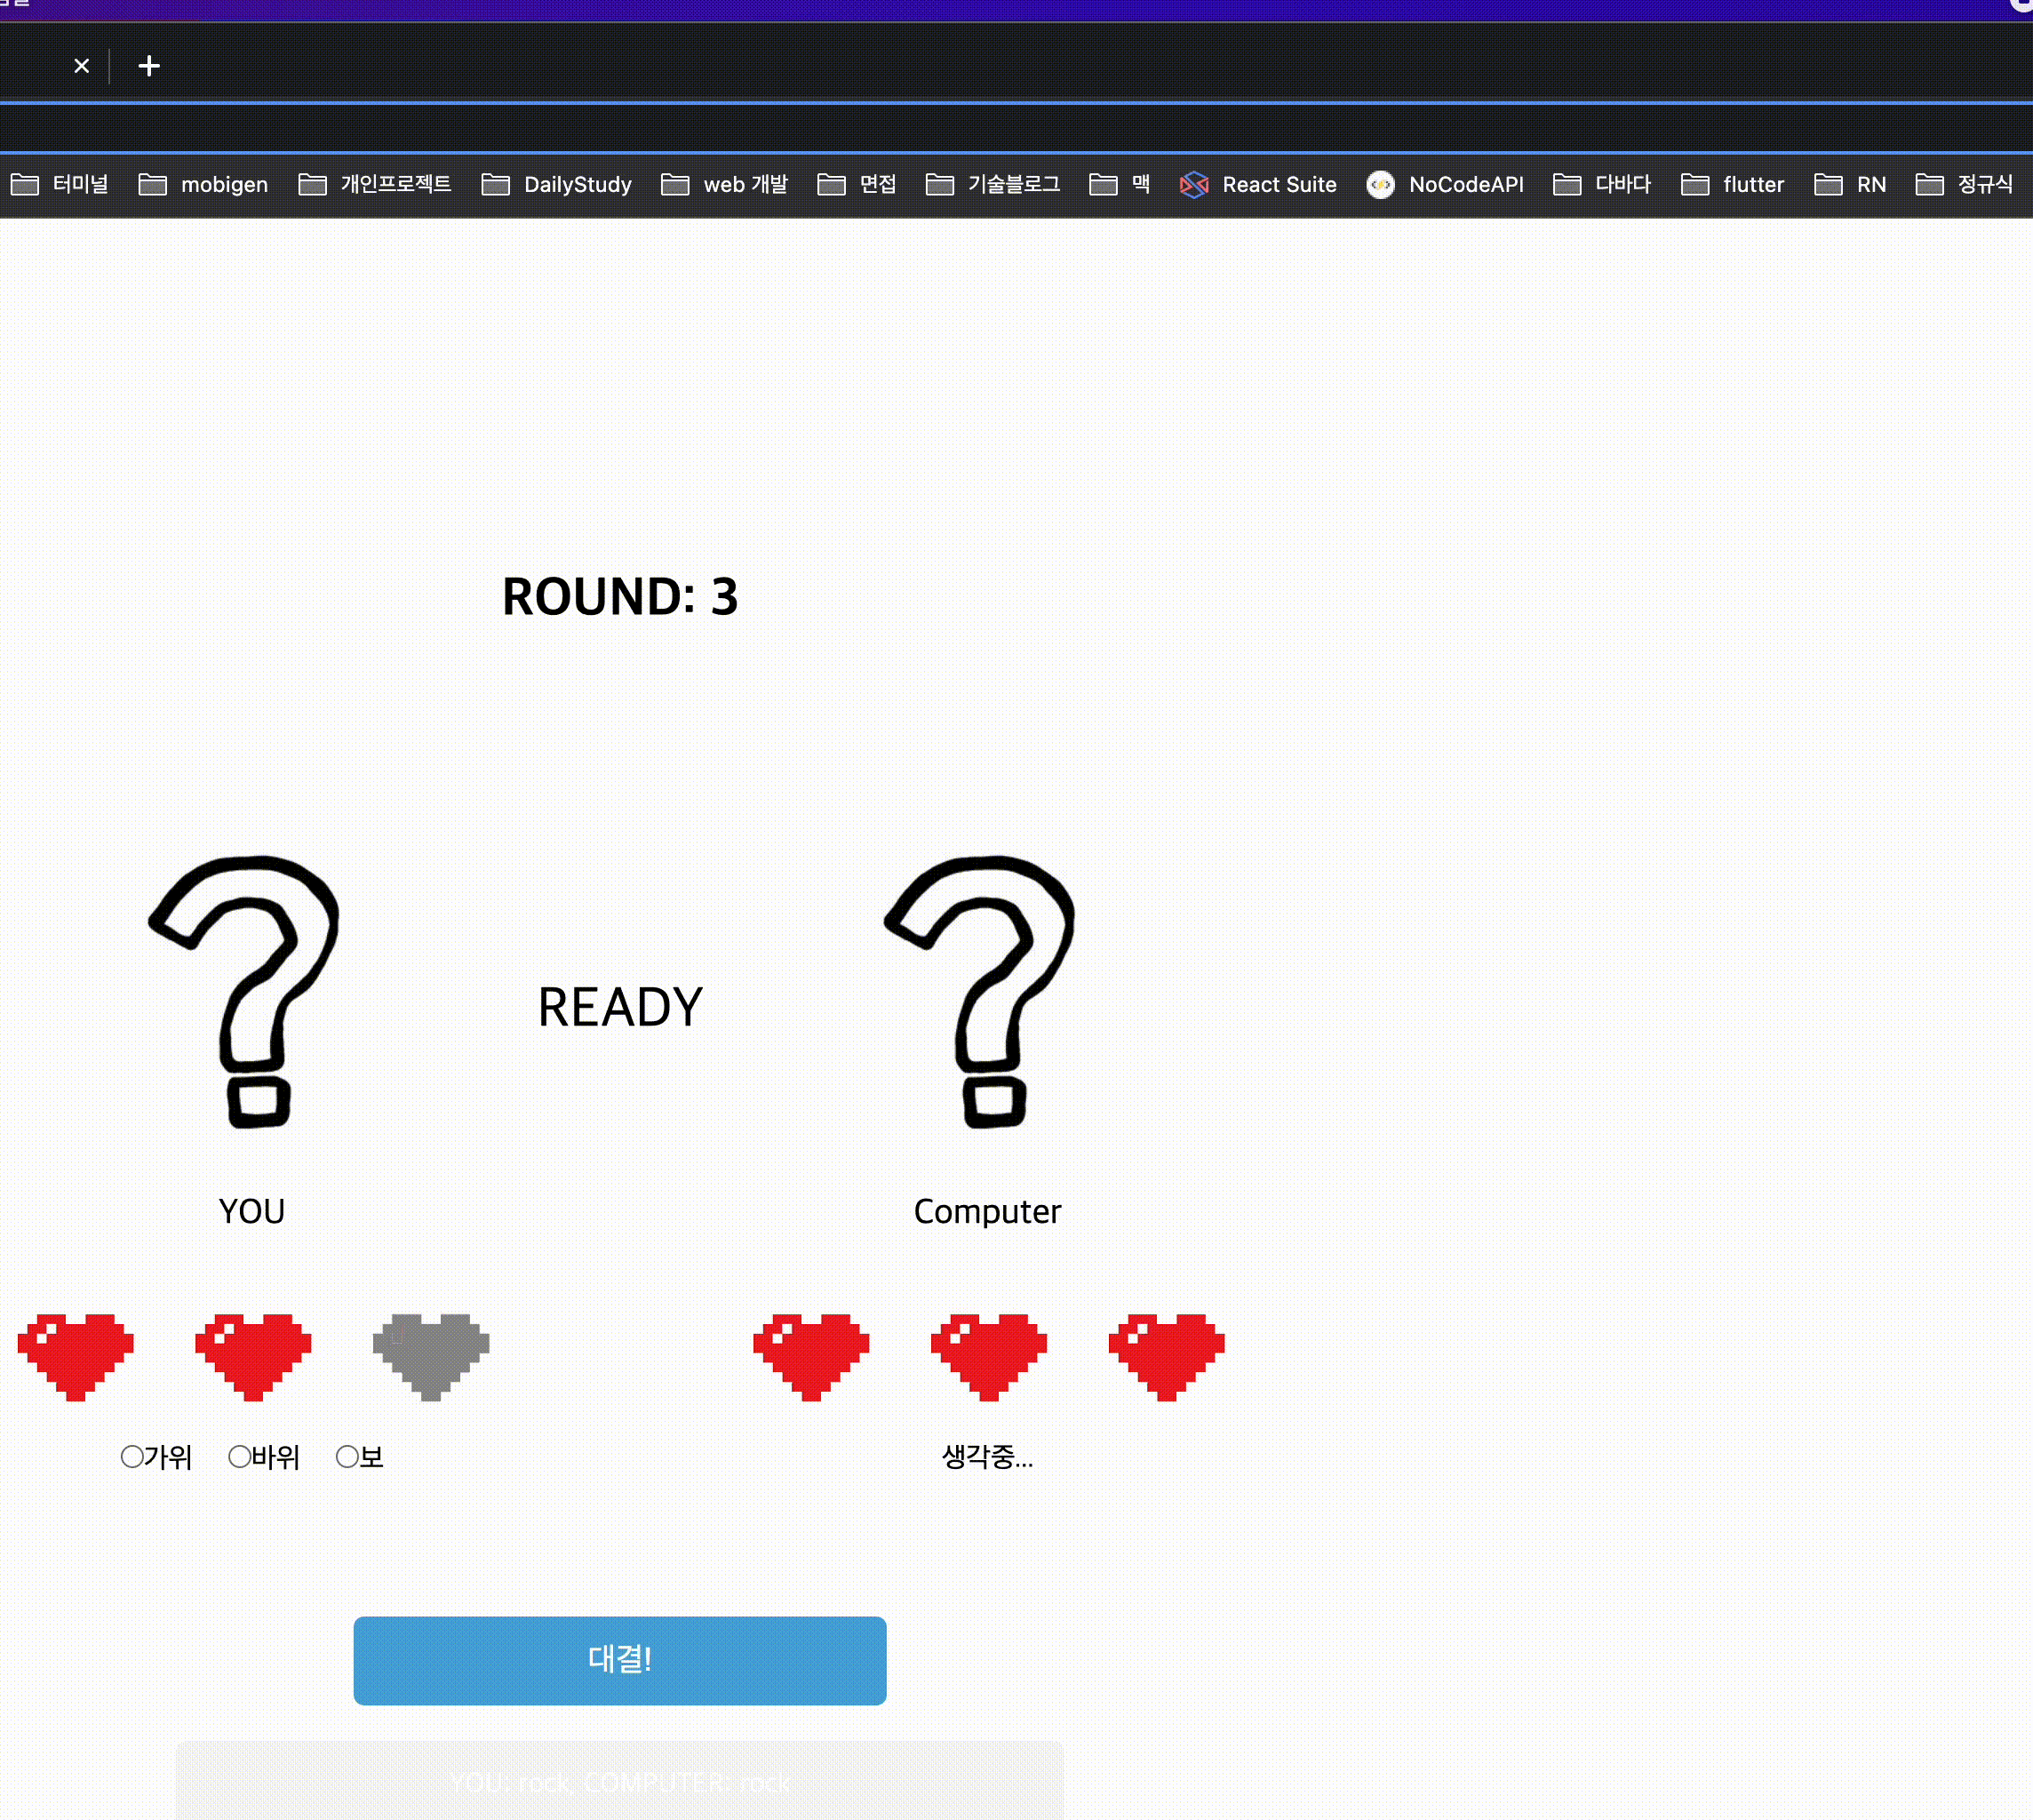 터미널 mobigen 개인프로젝트 DailyStudy web 개발 면접 기술블로그 맥 React Suite NoCodeAPI 다바다 flutter RN 정규식
ROUND: 3
READY
YOU Computer
가위 바위 보 생각중...
대결!
YOU: rock, COMPUTER: rock